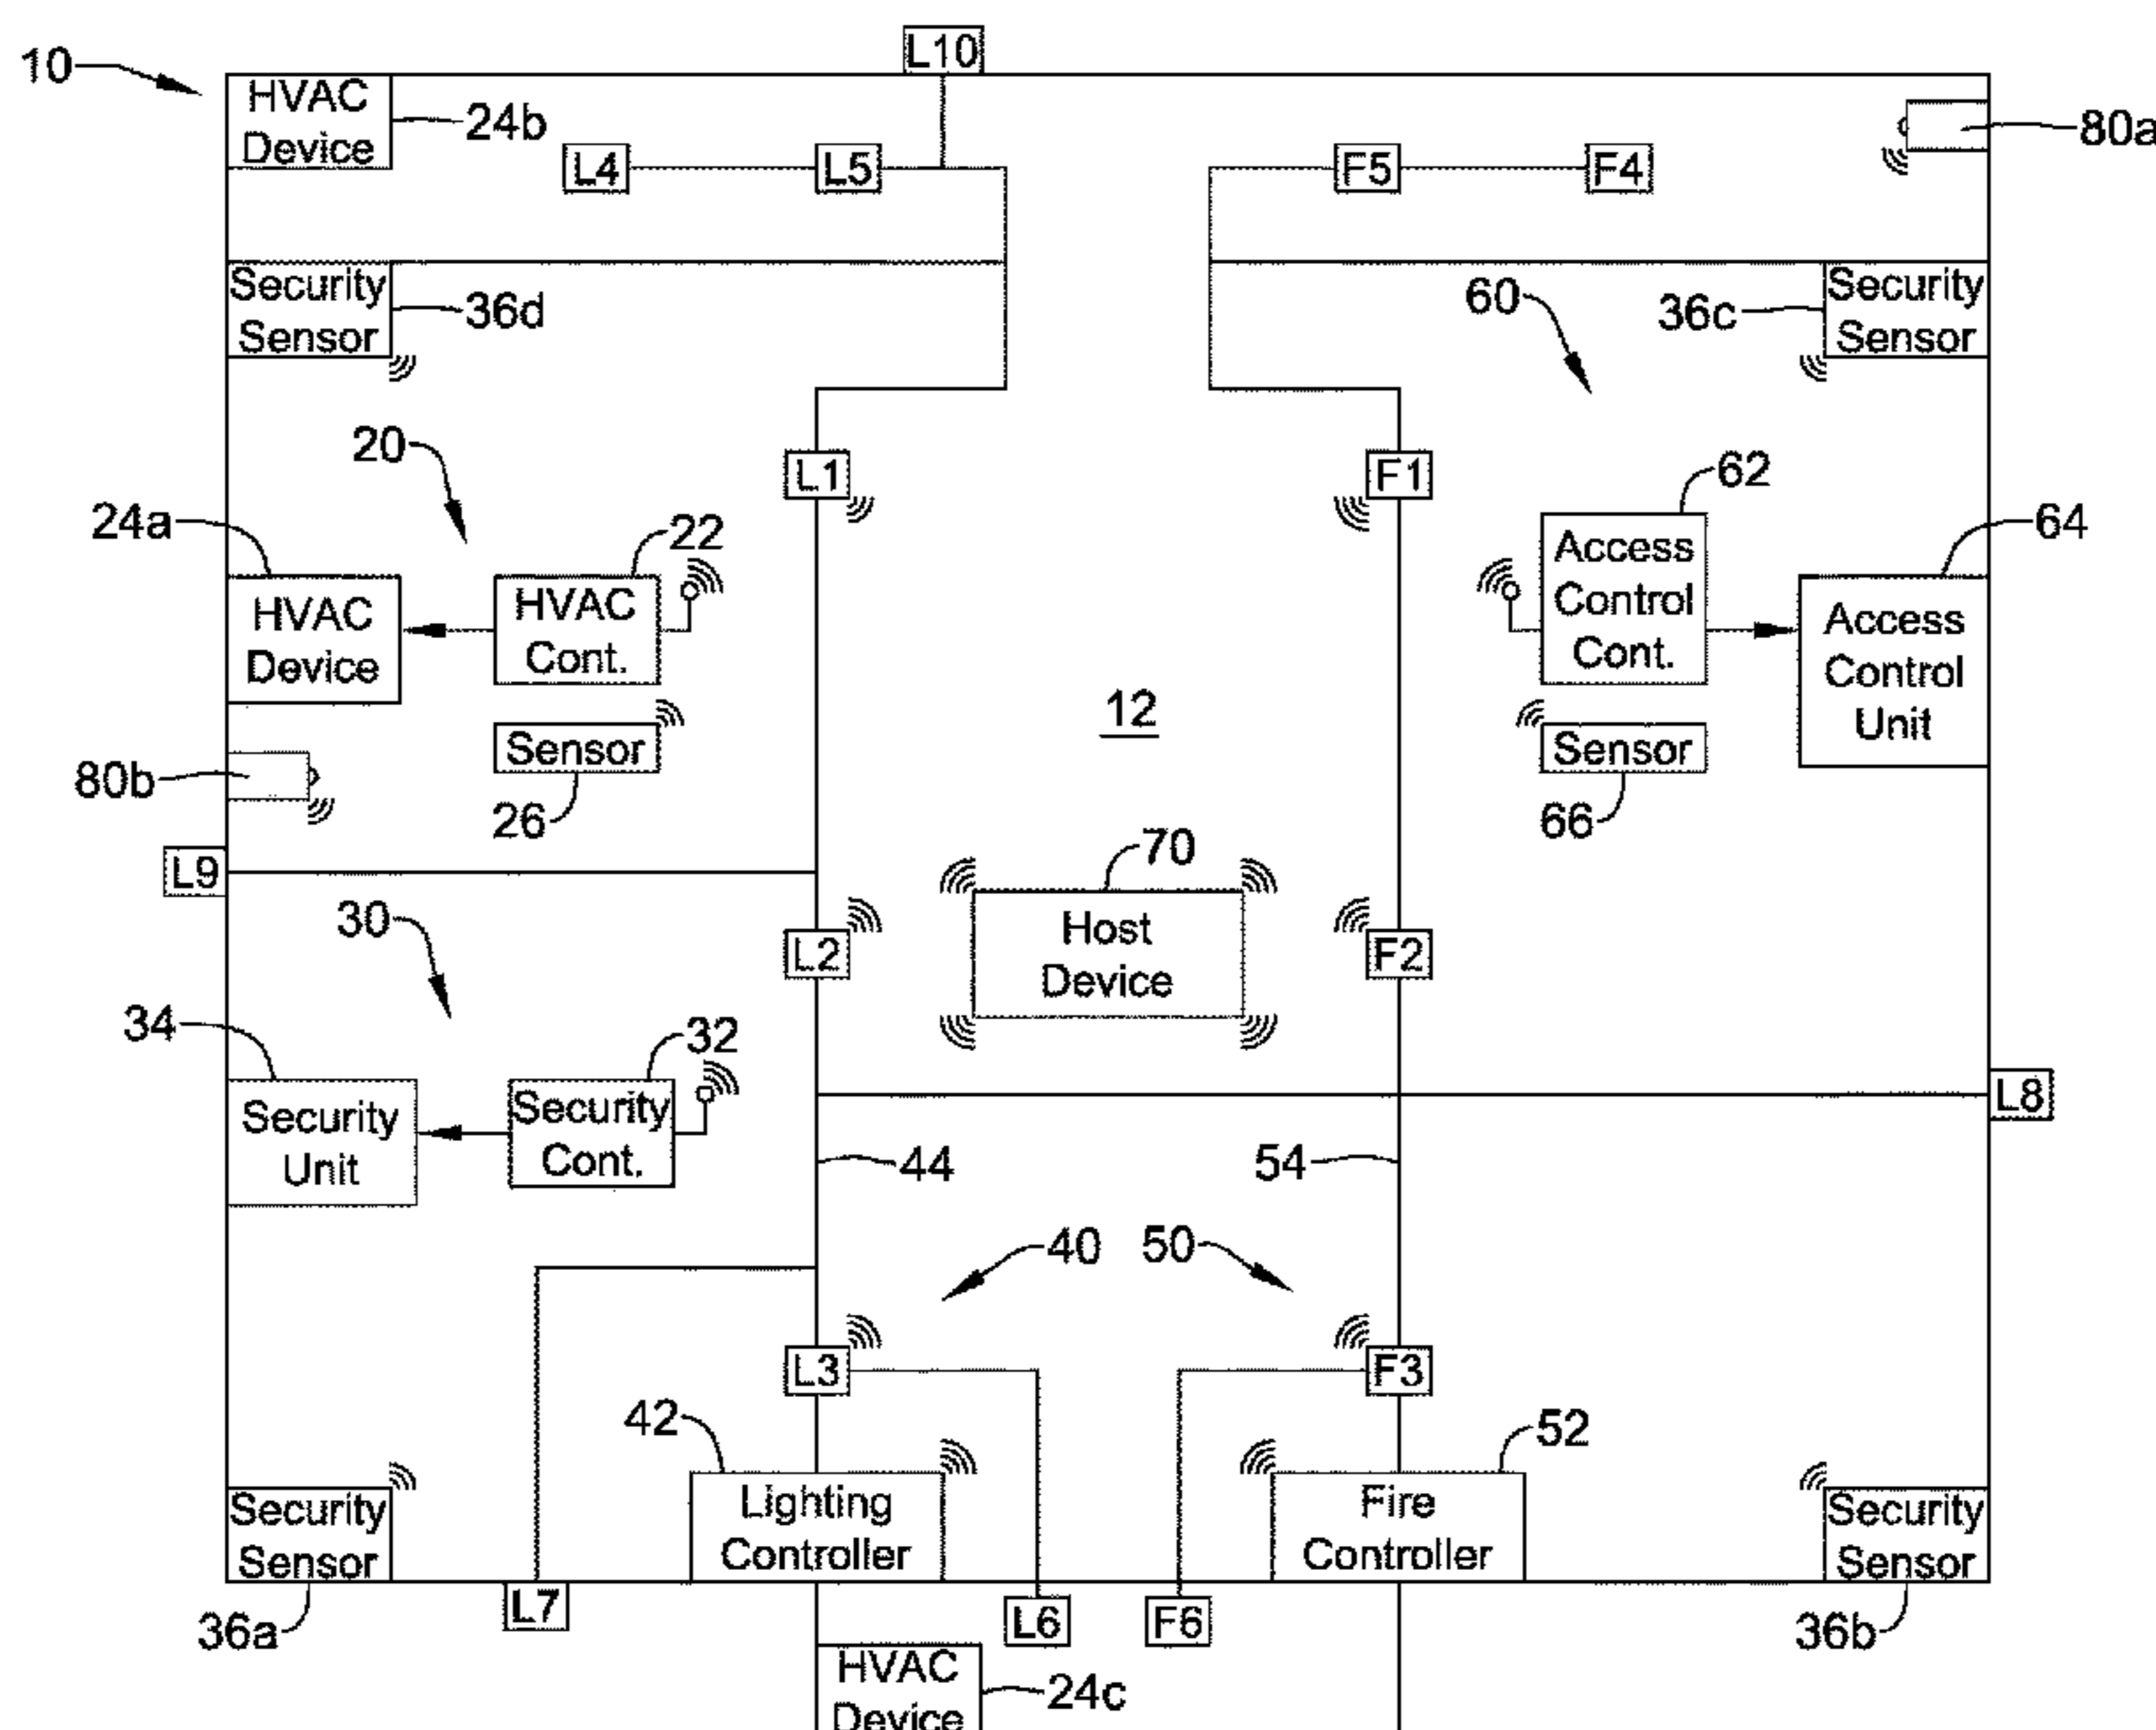 L10
10
HVAC
Device
24b
80a
L4
L5
F5
F4
Security
Sensor
36d
60
36c
Security
Sensor
20
L1
F1
62
24a
22
64
HVAC
Device
HVAC
Cont.
Access
Control
Cont.
Access
Control
Unit
12
Sensor
Sensor
80b
26
66
70
L9
30
Host
Device
L2
F2
34
32
Security
Unit
Security
Cont.
L8
44
54
40
50
L3
F3
42
52
Security
Sensor
Lighting
Controller
Fire
Controller
Security
Sensor
36a
L7
L6
F6
36b
HVAC
Device
24c